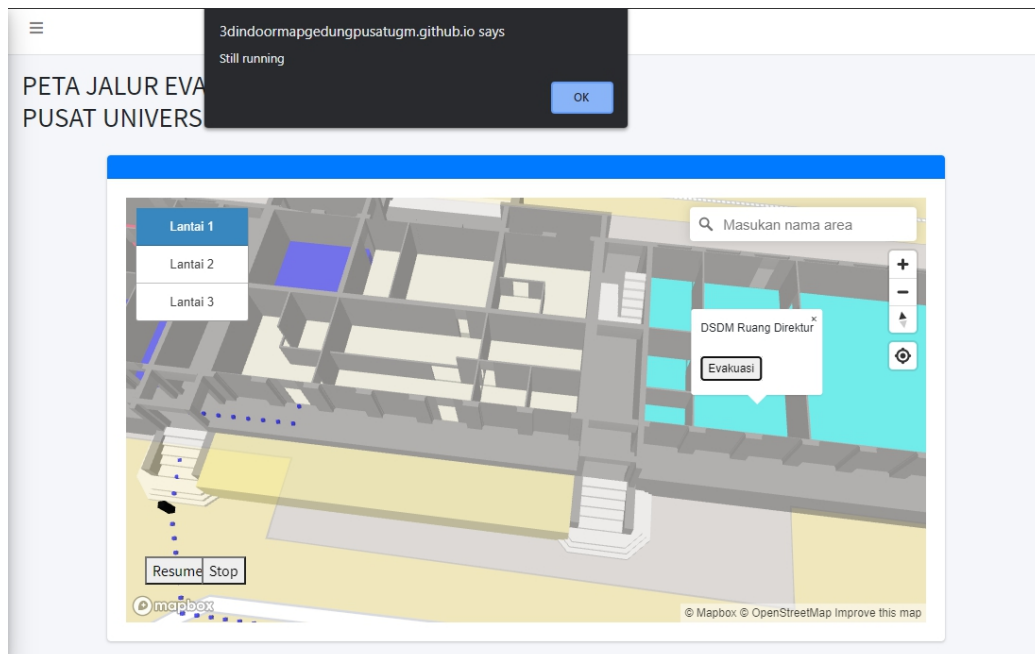 3dindoormapgedungpusatugm.github.io says
Still running
OK
PETA JALUR EVA
PUSAT UNIVERS
Lantai 1
Lantai 2
Lantai 3
Masukan nama area
+
−
DSDM Ruang Direktur
×
Evakuasi
Resume Stop
mapbox
© Mapbox © OpenStreetMap Improve this map